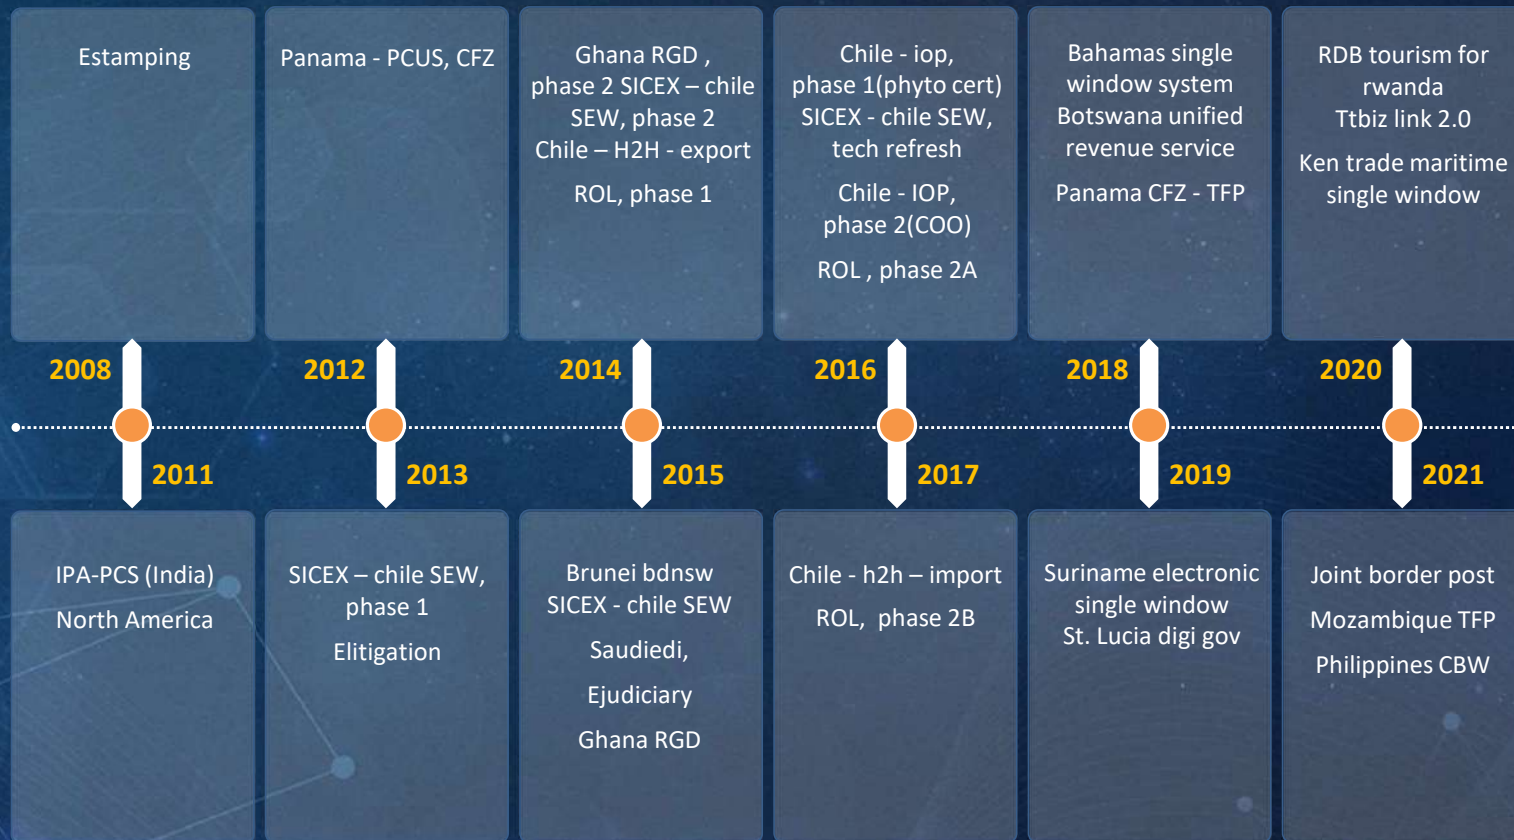 Estamping
Panama - PCUS, CFZ
Ghana RGD ,
phase 2 SICEX – chile
SEW, phase 2
Chile – H2H - export
ROL, phase 1
Chile - iop,
phase 1(phyto cert)
SICEX - chile SEW,
tech refresh
Chile - IOP,
phase 2(COO)
ROL , phase 2A
Bahamas single
window system
Botswana unified
revenue service
Panama CFZ - TFP
RDB tourism for
rwanda
Ttbiz link 2.0
Ken trade maritime
single window
2008
2012
2014
2016
2018
2020
2011
2013
2015
2017
2019
2021
IPA-PCS (India)
North America
SICEX – chile SEW,
phase 1
Elitigation
Brunei bdnsw
SICEX - chile SEW
Saudiedi,
Ejudiciary
Ghana RGD
Chile - h2h – import
ROL, phase 2B
Suriname electronic
single window
St. Lucia digi gov
Joint border post
Mozambique TFP
Philippines CBW